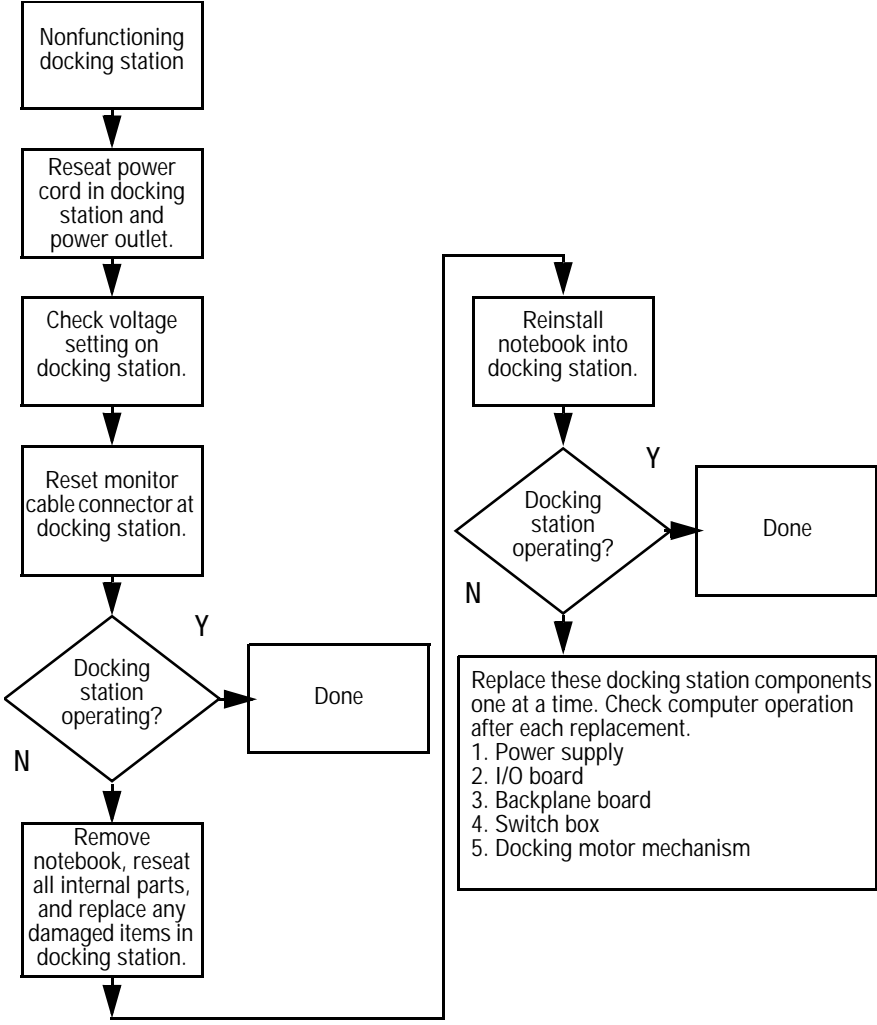 Nonfunctioning
docking station
Reseat power
cord in docking
station and
power outlet.
Check voltage
setting on
docking station.
Reset monitor
cable connector at
docking station.
Docking
station
operating?
Y
N
Done
Remove
notebook, reseat
all internal parts,
and replace any
damaged items in
docking station.
Reinstall
notebook into
docking station.
Docking
station
operating?
Y
N
Done
Replace these docking station components
one at a time. Check computer operation
after each replacement.
1. Power supply
2. I/O board
3. Backplane board
4. Switch box
5. Docking motor mechanism